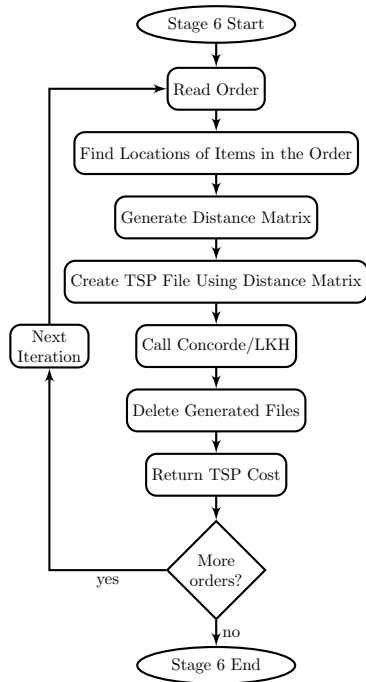 Stage 6 Start
Read Order
Find Locations of Items in the Order
Generate Distance Matrix
Create TSP File Using Distance Matrix
Next
Iteration
Call Concorde/LKH
Delete Generated Files
Return TSP Cost
More
orders?
yes
no
Stage 6 End